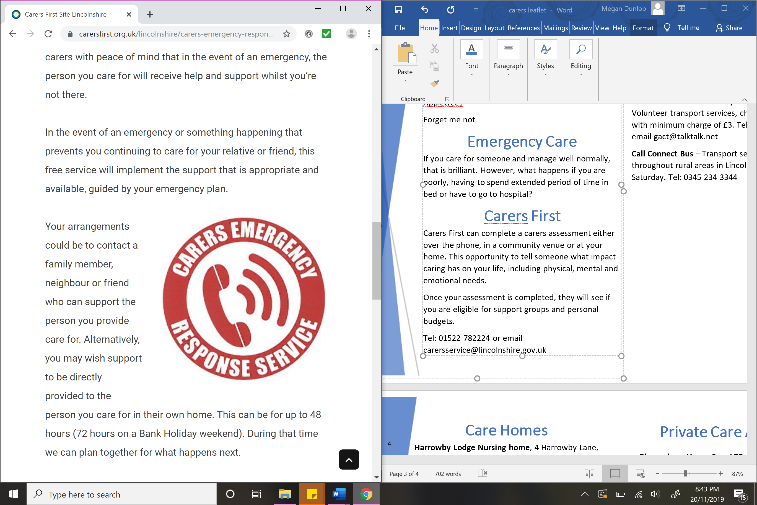 Carers First Site Lincolnshire
carersfirst.org.uk/lincolnshire/carers-emergency-respon...
carers with peace of mind that in the event of an emergency, the
person you care for will receive help and support whilst you're
not there.
In the event of an emergency or something happening that
prevents you continuing to care for your relative or friend, this
free service will implement the support that is appropriate and
available, guided by your emergency plan.
Your arrangements
could be to contact a
family member,
neighbour or friend
who can support the
person you provide
care for. Alternatively,
you may wish support
to be directly
provided to the
person you care for in their own home. This can be for up to 48
hours (72 hours on a Bank Holiday weekend). During that time
we can plan together for what happens next.
CARERS EMERGENCY
RESPONSE SERVICE
carers leaflet - Word
Megan Dunlop
File Home Insert Design Layout References Mailings Review View Help Format Tell me Share
Paste
Font
Paragraph
Styles
Editing
Clipboard
Forget me not
Emergency Care
If you care for someone and manage well normally,
that is brilliant. However, what happens if you are
poorly, having to spend extended period of time in
bed or have to go to hospital?
Carers First
Carers First can complete a carers assessment either
over the phone, in a community venue or at your
home. This opportunity to tell someone what impact
caring has on your life, including physical, mental and
emotional needs.
Once your assessment is completed, they will see if
you are eligible for support groups and personal
budgets.
Tel: 01522 782224 or email
carersservice@lincolnshire.gov.uk
Volunteer transport services, ch
with minimum charge of £3. Tel
email gact@talktalk.net
Call Connect Bus – Transport se
throughout rural areas in Lincol
Saturday. Tel: 0345 234 3344
Care Homes
Harrowby Lodge Nursing home, 4 Harrowby Lane,
Private Care A
Page 3 of 4
702 words
87%
Type here to search
8:43 PM
20/11/2019
15